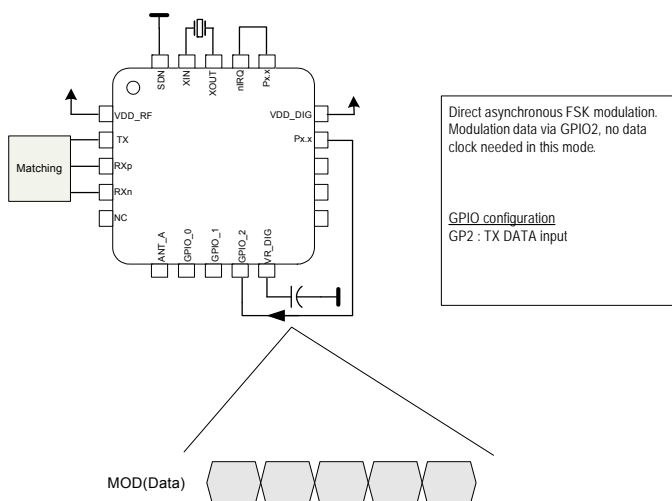 SDN
XIN
XOUT
nIRQ
Px.x
VDD_RF
VDD_DIG
TX
Px.x
Matching
RXp
RXn
NC
ANT_A
GPIO_0
GPIO_1
GPIO_2
VR_DIG
Direct asynchronous FSK modulation.
Modulation data via GPIO2, no data
clock needed in this mode.
GPIO configuration
GP2 : TX DATA input
MOD(Data)